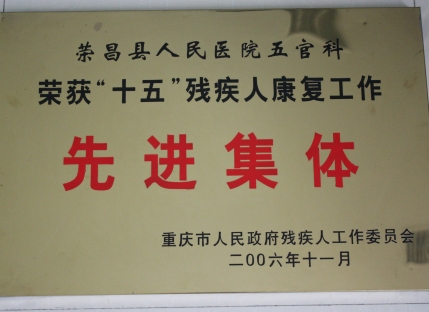 荣昌县人民医院五官科
荣获“十五”残疾人康复工作
先进集体
重庆市人民政府残疾人工作委员会
二00六年十一月